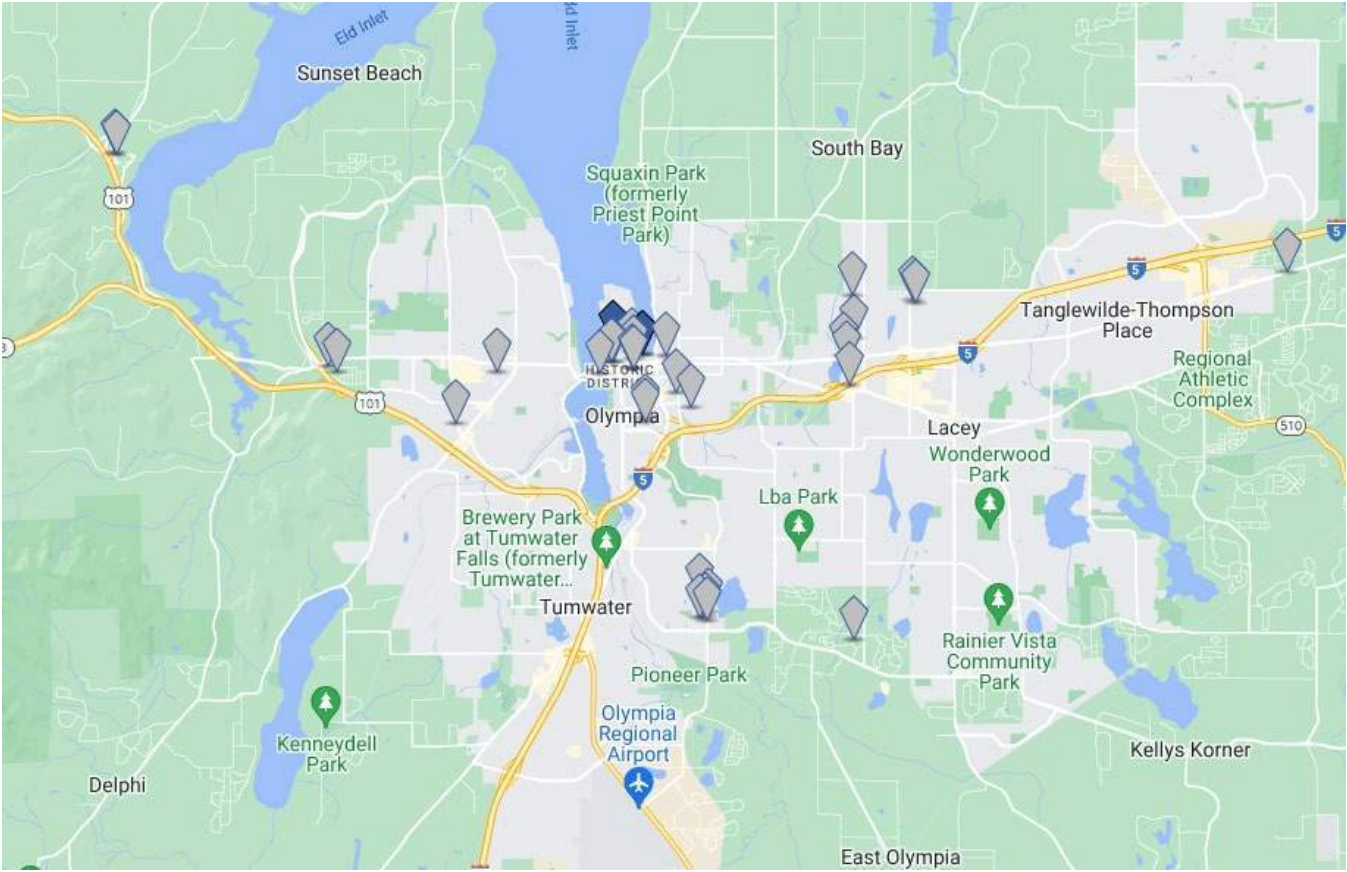 Eld Inlet
dd Inlet
Sunset Beach
101
Squaxin Park
(formerly
Priest Point
Park)
South Bay
5
5
Tanglewilde-Thompson
Place
5
Regional
Athletic
Complex
510
101
HISTORIC
Olympia
Lacey
Wonderwood
Park
5
Lba Park
Brewery Park
at Tumwater
Falls (formerly
Tumwater...
Tumwater
Rainier Vista
Community
Park
Pioneer Park
Olympia
Regional
Airport
Kenneydell
Park
Delphi
Kellys Korner
East Olympia